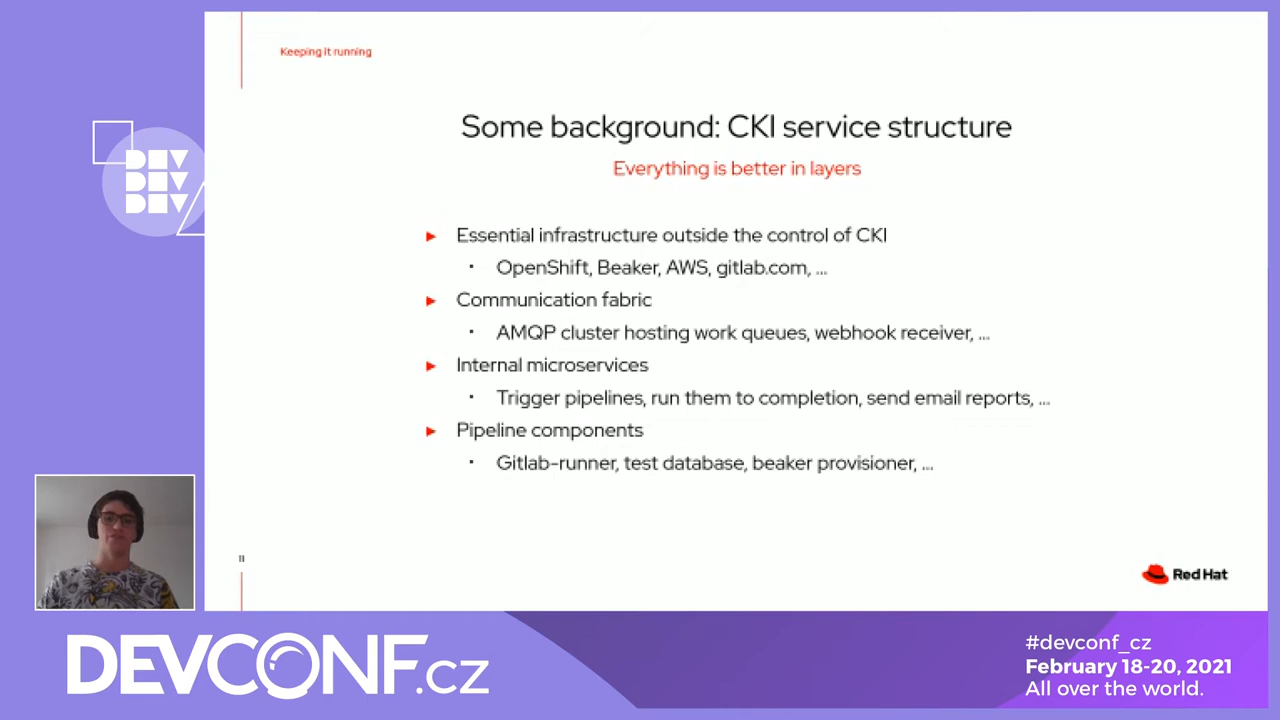 Keeping it running
Some background: CKI service structure
Everything is better in layers
► Essential infrastructure outside the control of CKI
· OpenShift, Beaker, AWS, gitlab.com, ...
► Communication fabric
· AMQP cluster hosting work queues, webhook receiver, ...
► Internal microservices
· Trigger pipelines, run them to completion, send email reports, ...
► Pipeline components
· Gitlab-runner, test database, beaker provisioner, ...
11
Red Hat
DEV
DEV
DEV
DEVCONF.cz
#devconf_cz
February 18-20, 2021
All over the world.